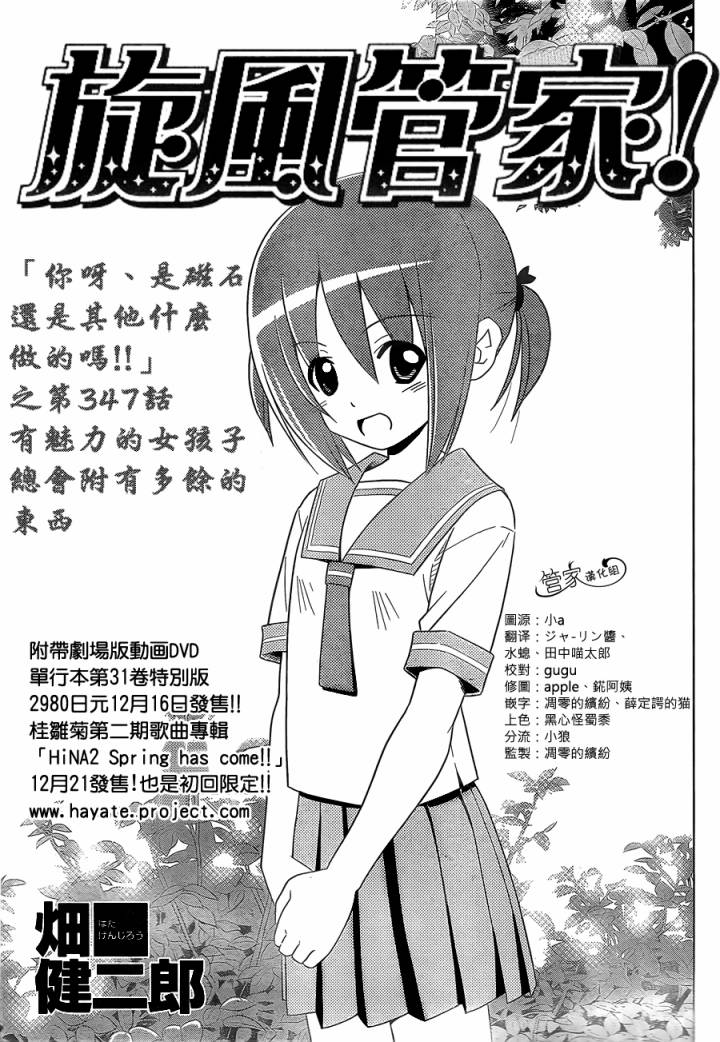 旋風管家!
「你呀、是磁石
還是其他什麼
做的嗎!!」
之第347話
有魅力的女孩子
總會附有多餘的
東西
管家漢化組
圖源：小a
翻译：ジャ-リン醬、
水螅、田中喵太郎
校對：gugu
修圖：apple、錵阿姨
嵌字：凋零的繽紛、薛定諤的猫
上色：黑心怪蜀黍
分流：小狼
監製：凋零的繽紛
附帶劇場版動画DVD
單行本第31卷特別版
2980日元12月16日發售!!
桂雛菊第二期歌曲專輯
「HiNA2 Spring has come!!」
12月21發售!也是初回限定!!
www.hayate.project.com
畑
健二郎
はた
けんじろう